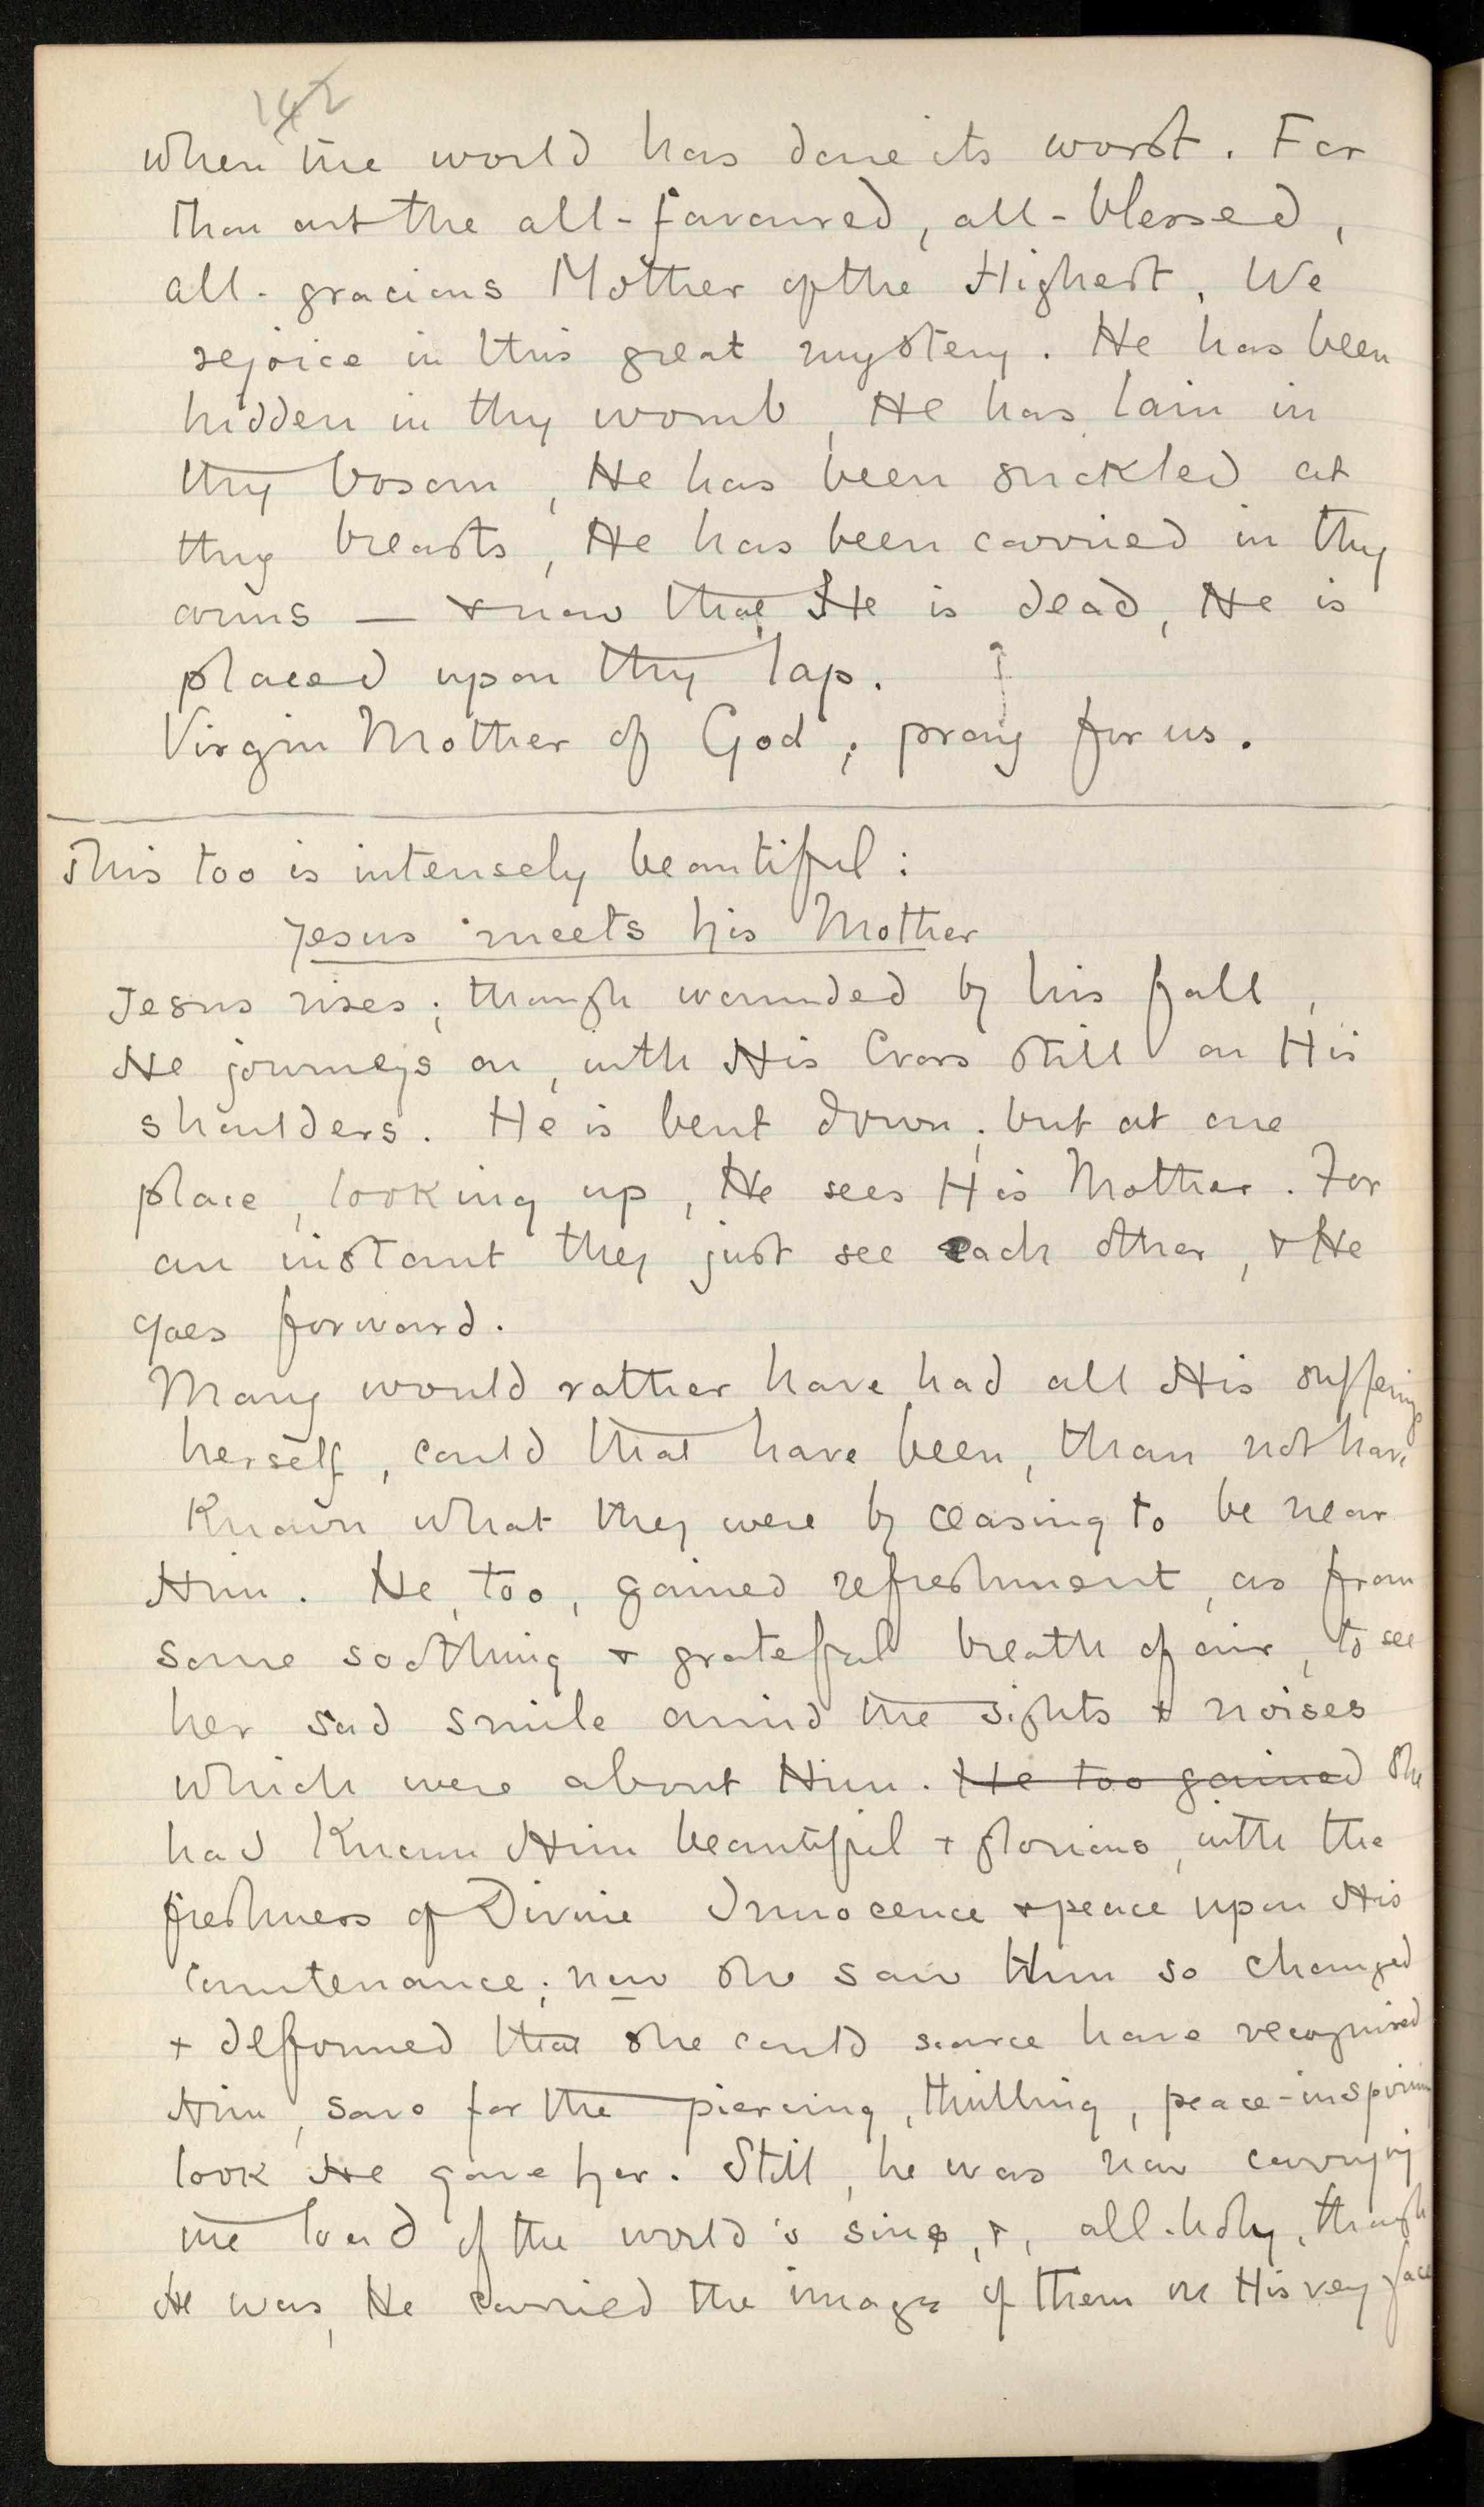 142
when the world has done its worst. For
Thou art the all-favoured, all-blessed,
all-gracious Mother of the Highest. We
rejoice in this great mystery. He has been
hidden in thy womb, He has lain in
thy bosom, He has been suckled at
thy breasts, He has been carried in thy
arms — & now that He is dead, He is
placed upon thy lap.
Virgin Mother of God, pray for us.
This too is intensely beautiful:
Jesus meets his Mother
Jesus rises; though wounded by his fall,
He journeys on, with His Cross still on His
shoulders. He is bent down; but at one
place, looking up, He sees His Mother. For
an instant they just see each other, & He
goes forward.
Mary would rather have had all His sufferings
herself, could that have been, than not have
known what they were by ceasing to be near
Him. He, too, gained refreshment, as from
some soothing & grateful breath of air, to see
her sad smile amid the sights & noises
which were about Him. He too gained She
had known Him beautiful & glorious, with the
freshness of Divine Innocence & peace upon His
countenance; now she saw Him so changed
& deformed that she could scarce have recognised
Him, save for the piercing, thrilling, peace-inspiring
look He gave her. Still, he was now carrying
the load of the world's sins, &, all-holy, though
He was, He carried the image of them on His very face